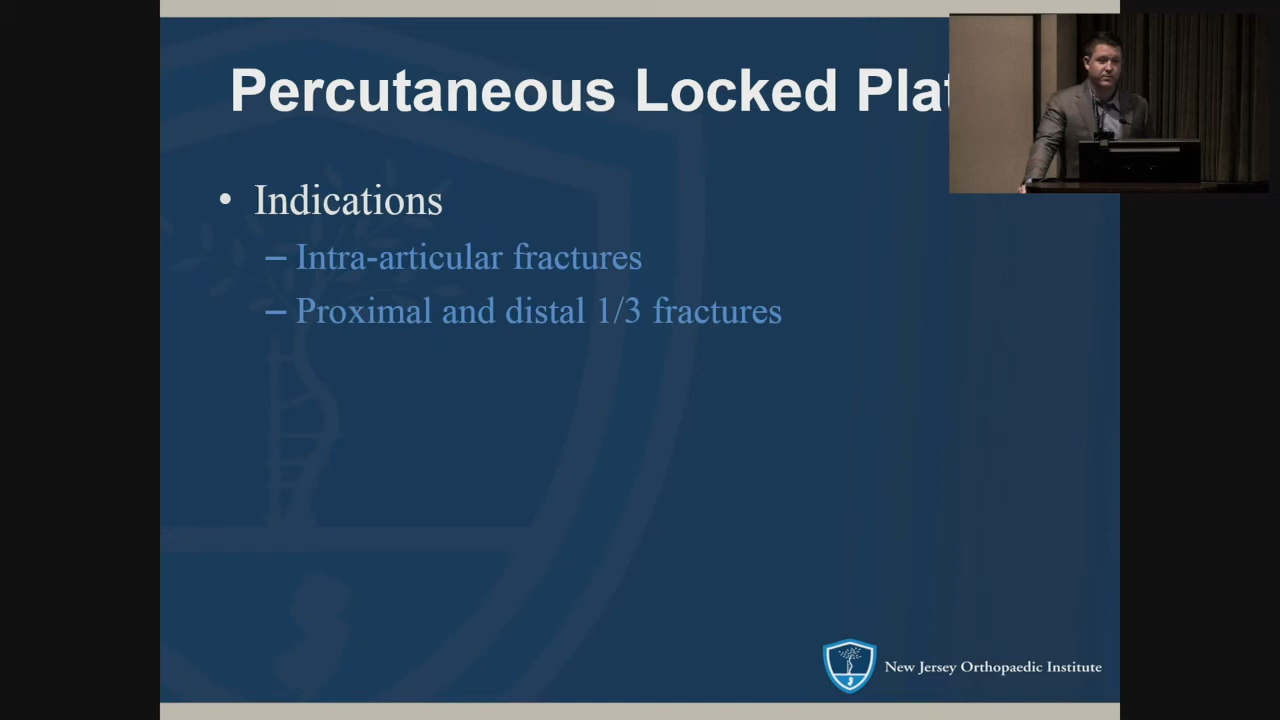 Percutaneous Locked Plat
• Indications
– Intra-articular fractures
– Proximal and distal 1/3 fractures
New Jersey Orthopaedic Institute